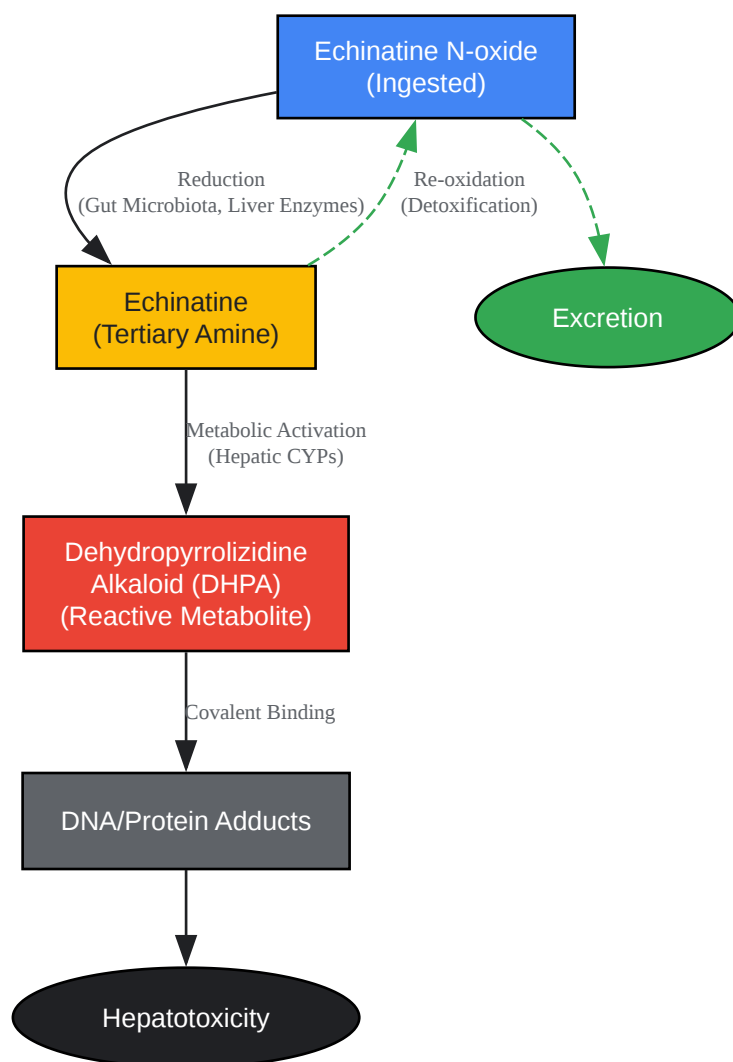 Echinatine N-oxide
(Ingested)
Reduction
(Gut Microbiota, Liver Enzymes)
Re-oxidation
(Detoxification)
Echinatine
(Tertiary Amine)
Excretion
Metabolic Activation
(Hepatic CYPs)
Dehydropyrrolizidine
Alkaloid (DHPA)
(Reactive Metabolite)
Covalent Binding
DNA/Protein Adducts
Hepatotoxicity